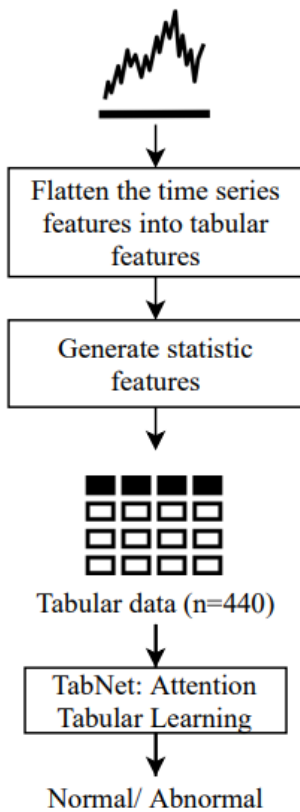 Flatten the time series
features into tabular
features
Generate statistic
features
Tabular data (n=440)
TabNet: Attention
Tabular Learning
Normal/ Abnormal